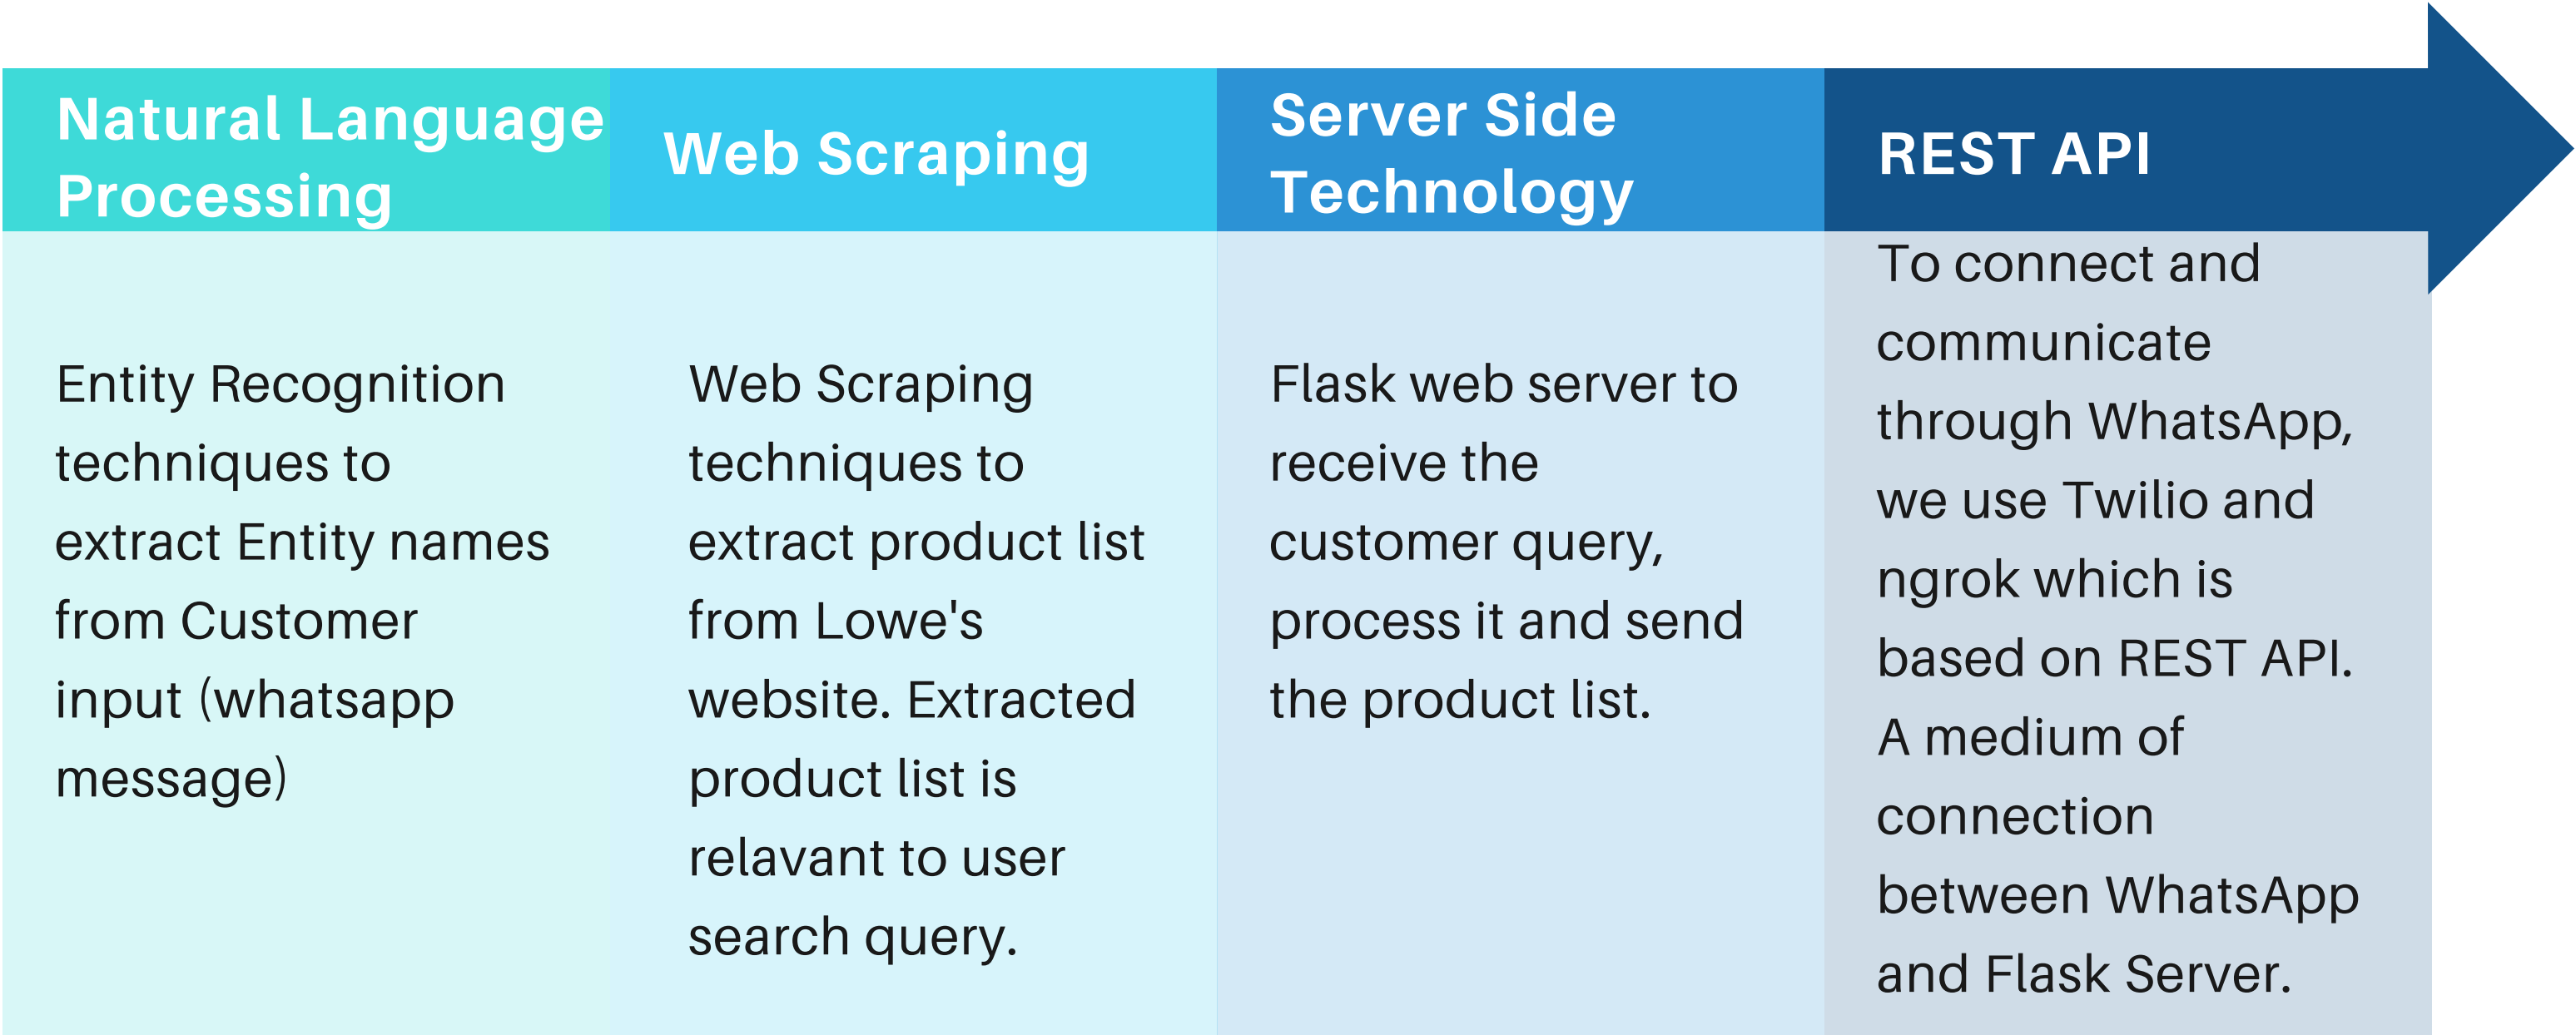 Natural Language
Processing
Entity Recognition
techniques to
extract Entity names
from Customer
input (whatsapp
message)
Web Scraping
Web Scraping
techniques to
extract product list
from Lowe's
website. Extracted
product list is
relavant to user
search query.
Server Side
Technology
Flask web server to
receive the
customer query,
process it and send
the product list.
REST API
To connect and
communicate
through WhatsApp,
we use Twilio and
ngrok which is
based on REST API.
A medium of
connection
between WhatsApp
and Flask Server.